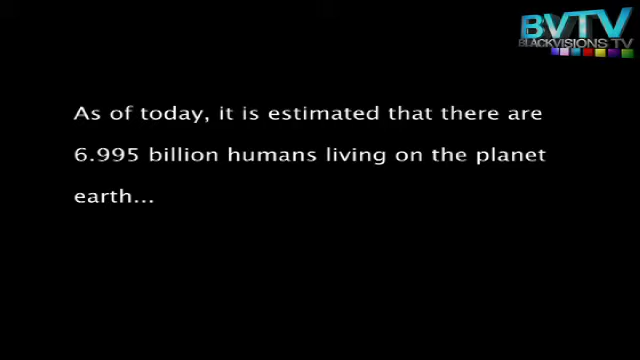 BVTV
BLACKVISIONS TV
As of today, it is estimated that there are
6.995 billion humans living on the planet
earth...